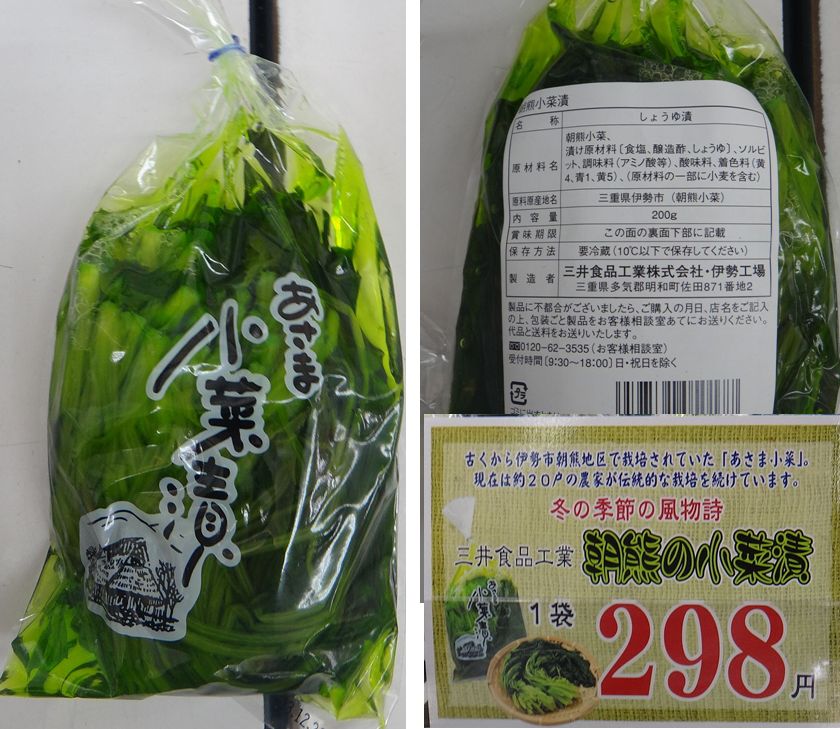 あさま
小菜漬
12.2
朝熊小菜漬
名称 しょうゆ漬
原材料名 朝熊小菜、
漬け原材料〔食塩、醸造酢、しょうゆ〕、ソルビ
ット、調味料（アミノ酸等）、酸味料、着色料（黄
4、青1、黄5）、（原材料の一部に小麦を含む）
原料原産地名 三重県伊勢市（朝熊小菜）
内容量 200g
賞味期限 この面の裏面下部に記載
保存方法 要冷蔵（10℃以下で保存してください）
製造者 三井食品工業株式会社・伊勢工場
三重県多気郡明和町佐田871番地2
製品に不都合がございましたら、ご購入の月日、店名をご記入
の上、包装ごと製品をお客様相談室あてにお送りください。
代品と送料をお送りいたします。
0120-62-3535（お客様相談室）
受付時間［9:30〜18:00］日・祝日を除く
プラ
古くから伊勢市朝熊地区で栽培されていた「あさま小菜」。
現在は約２０戸の農家が伝統的な栽培を続けています。
冬の季節の風物詩
三井食品工業 朝熊の小菜漬
あさま
小菜漬
1袋 298円